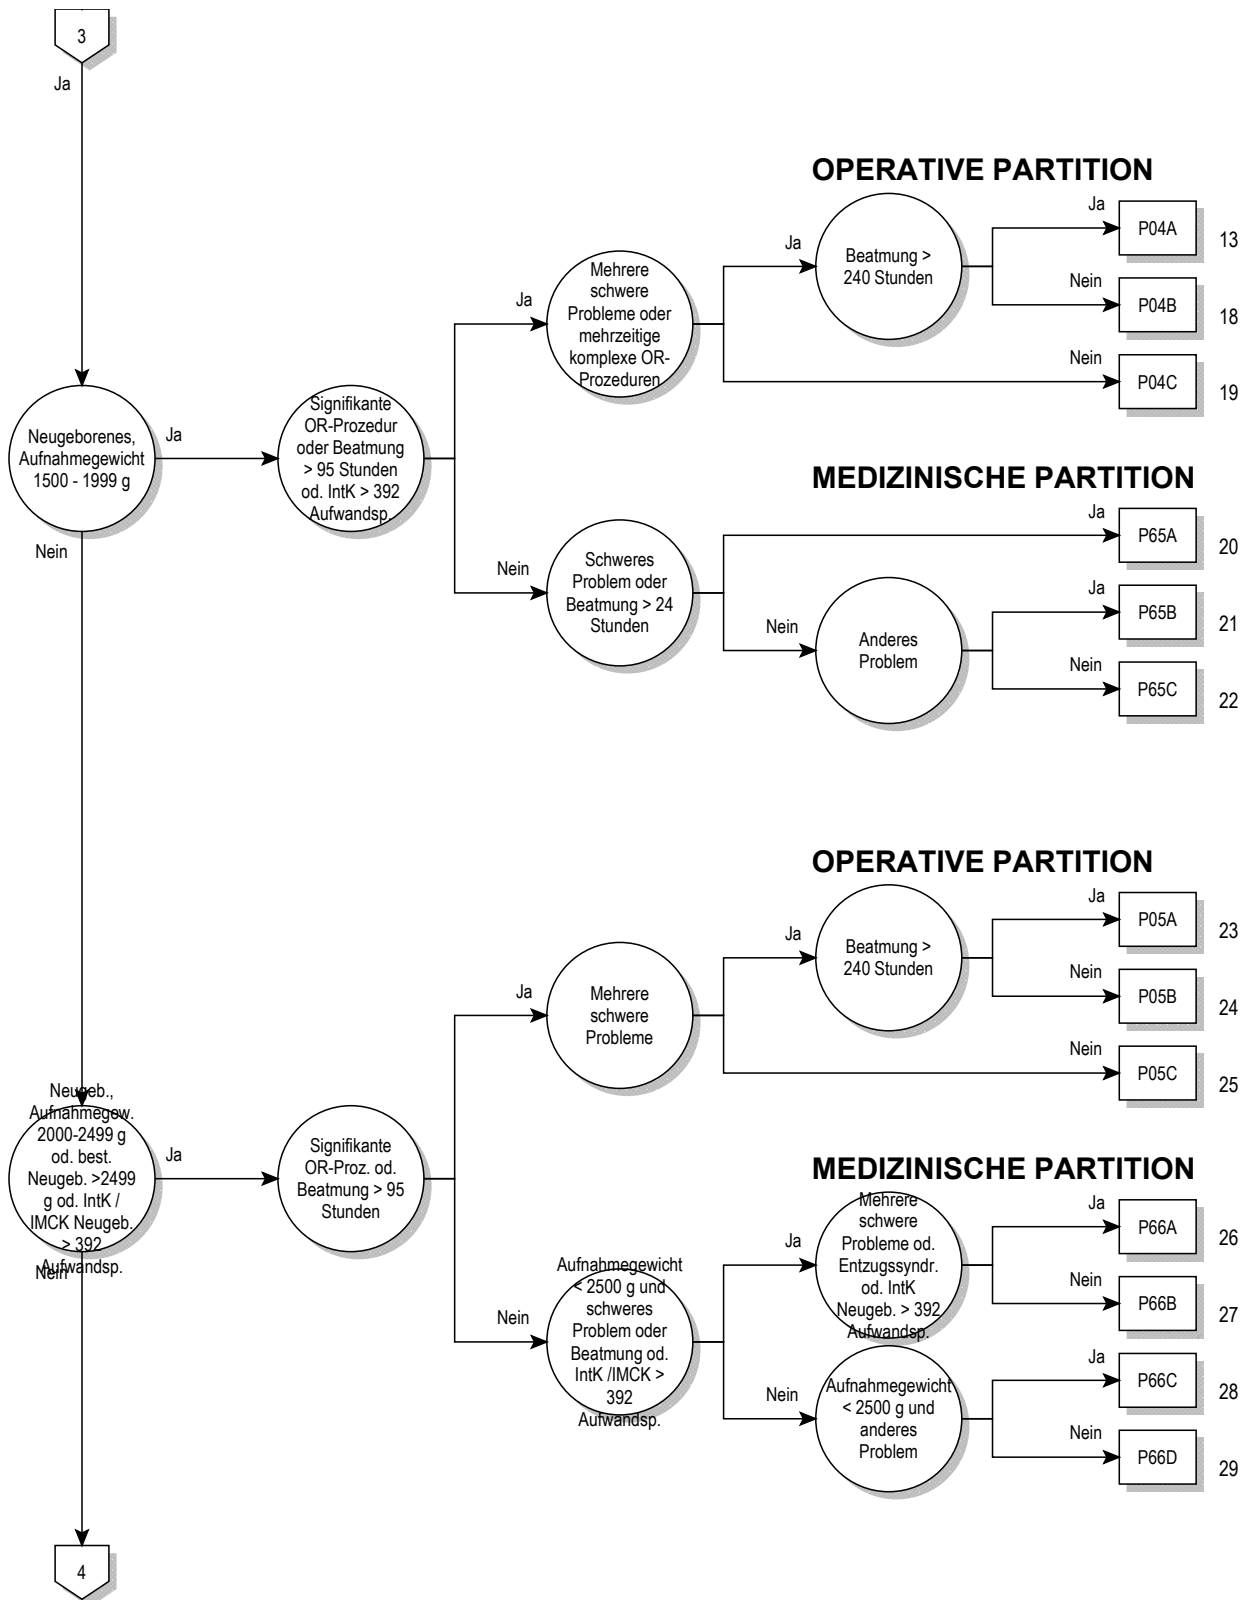 3
Ja
OPERATIVE PARTITION
Neugeborenes,
Aufnahmegewicht
1500 - 1999 g
Ja
Nein
Signifikante
OR-Prozedur
oder Beatmung
> 95 Stunden
od. IntK > 392
Aufwandsp.
Ja
Mehrere
schwere
Probleme oder
mehrzeitige
komplexe OR-
Prozeduren
Ja
Beatmung >
240 Stunden
Ja
P04A
13
Nein
P04B
18
Nein
P04C
19
MEDIZINISCHE PARTITION
Nein
Schweres
Problem oder
Beatmung > 24
Stunden
Ja
P65A
20
Nein
Anderes
Problem
Ja
P65B
21
Nein
P65C
22
OPERATIVE PARTITION
Neugeb.,
Aufnahmegew.
2000-2499 g
od. best.
Neugeb. >2499
g od. IntK /
IMCK Neugeb.
> 392
Aufwandsp.
Ja
Nein
Signifikante
OR-Proz. od.
Beatmung > 95
Stunden
Ja
Mehrere
schwere
Probleme
Ja
Beatmung >
240 Stunden
Ja
P05A
23
Nein
P05B
24
Nein
P05C
25
MEDIZINISCHE PARTITION
Nein
Aufnahmegewicht
< 2500 g und
schweres
Problem oder
Beatmung od.
IntK /IMCK >
392
Aufwandsp.
Ja
Mehrere
schwere
Probleme od.
Entzugssyndr.
od. IntK
Neugeb. > 392
Aufwandsp.
Ja
P66A
26
Nein
P66B
27
Nein
Aufnahmegewicht
< 2500 g und
anderes
Problem
Ja
P66C
28
Nein
P66D
29
4